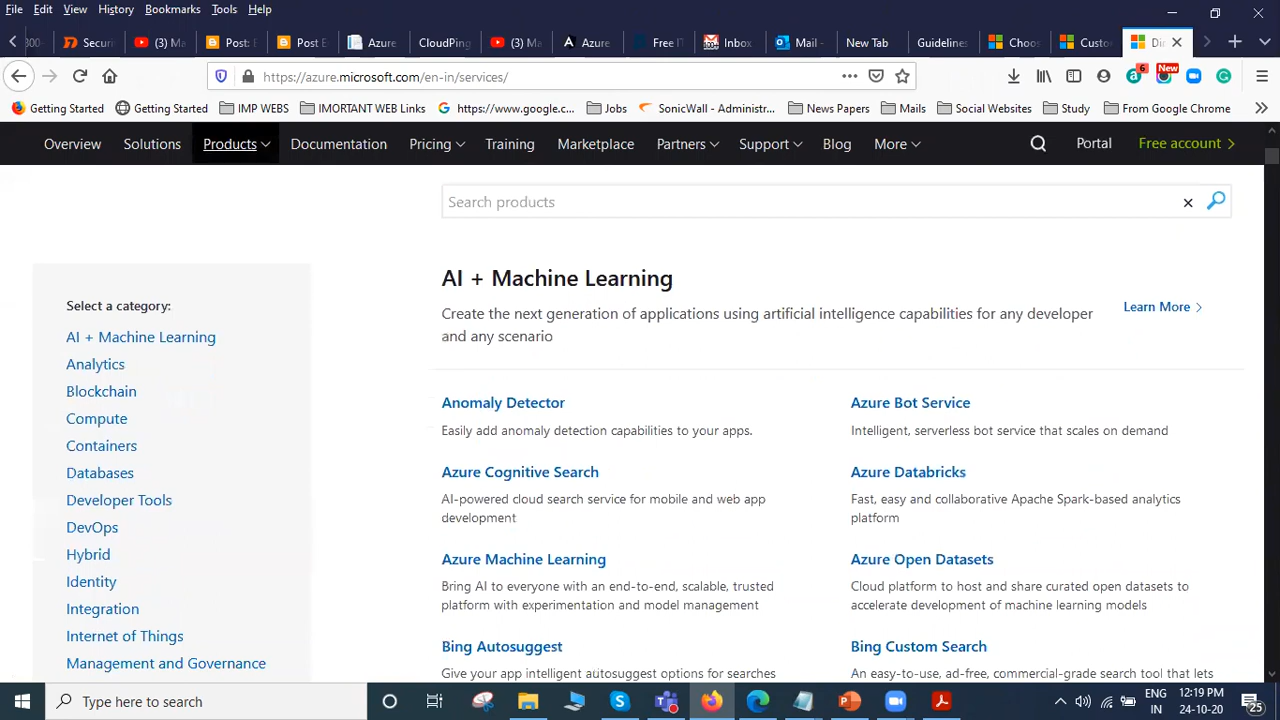 File Edit View History Bookmarks Tools Help
300- Securi (3) Ma Post: E Post E Azure CloudPing (3) Ma Azure Free IT Inbox Mail - New Tab Guidelines Choos Custo Di
https://azure.microsoft.com/en-in/services/
6 New
Getting Started Getting Started IMP WEBS IMORTANT WEB Links https://www.google.c... Jobs SonicWall - Administr... News Papers Mails Social Websites Study From Google Chrome
Overview Solutions Products Documentation Pricing Training Marketplace Partners Support Blog More Portal Free account
Search products
AI + Machine Learning
Create the next generation of applications using artificial intelligence capabilities for any developer
and any scenario
Learn More
Select a category:
AI + Machine Learning
Analytics
Blockchain
Compute
Containers
Databases
Developer Tools
DevOps
Hybrid
Identity
Integration
Internet of Things
Management and Governance
Anomaly Detector
Easily add anomaly detection capabilities to your apps.
Azure Bot Service
Intelligent, serverless bot service that scales on demand
Azure Cognitive Search
AI-powered cloud search service for mobile and web app
development
Azure Databricks
Fast, easy and collaborative Apache Spark-based analytics
platform
Azure Machine Learning
Bring AI to everyone with an end-to-end, scalable, trusted
platform with experimentation and model management
Azure Open Datasets
Cloud platform to host and share curated open datasets to
accelerate development of machine learning models
Bing Autosuggest
Give your app intelligent autosuggest options for searches
Bing Custom Search
An easy-to-use, ad-free, commercial-grade search tool that lets
Type here to search
ENG
IN
12:19 PM
24-10-20
25